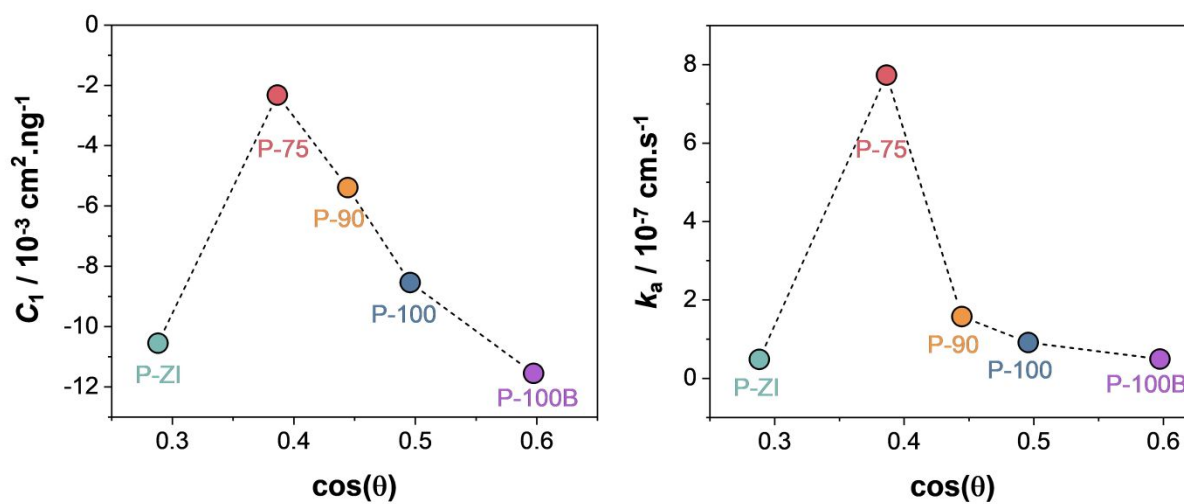 0
-2
-4
-6
-8
-10
-12
C₁ / 10⁻³ cm².ng⁻¹
P-75
P-90
P-100
P-ZI
P-100B
0.3 0.4 0.5 0.6
cos(θ)
8
6
4
2
0
kₐ / 10⁻⁷ cm.s⁻¹
P-75
P-90
P-100
P-ZI
P-100B
0.3 0.4 0.5 0.6
cos(θ)